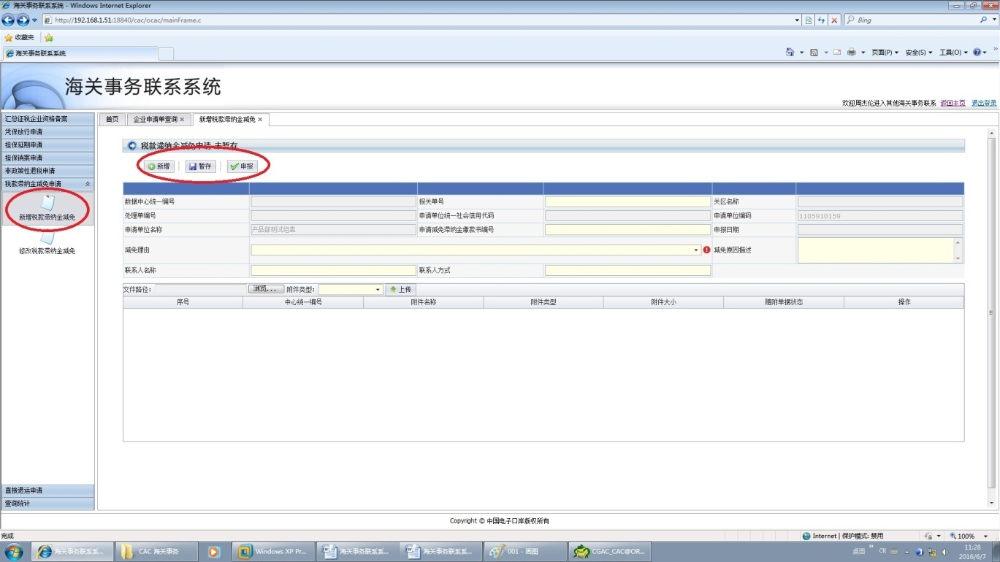 海关事务联系系统 - Windows Internet Explorer
http://192.168.1.51:18840/cac/ocac/mainFrame.c
Bing
收藏夹
海关事务联系系统
页面(P) 安全(S) 工具(O)
海关事务联系系统
欢迎周杰伦进入其他海关事务联系 返回主页 退出登录
汇总征税企业资格备案
凭保放行申请
担保延期申请
担保销案申请
非政策性退税申请
税款滞纳金减免申请
新增税款滞纳金减免
修改税款滞纳金减免
直接退运申请
查询统计
首页 企业申请单查询 × 新增税款滞纳金减免 ×
税款滞纳金减免申请-未暂存
新增 暂存 申报
数据中心统一编号 报关单号 关区名称
处理单编号 申请单位统一社会信用代码 申请单位编码 1105910159
申请单位名称 产品部测试组装 申请减免滞纳金缴款书编号 申报日期
减免理由 减免原因描述
联系人名称 联系人方式
文件路径: 浏览... 附件类型: 上传
序号 中心统一编号 附件名称 附件类型 附件大小 随附单据状态 操作
Copyright © 中国电子口岸版权所有
完成 Internet | 保护模式: 禁用 100%
海关事务联系系... CAC 海关事务 Windows XP Pr... 海关事务联系系... 海关事务联系系... 001 - 画图 CGAC_CAC@OR... 桌面 CH 11:28
2016/6/7